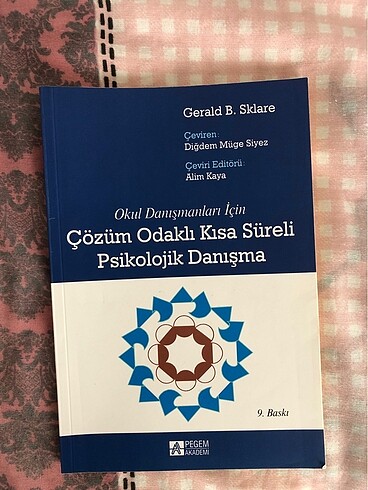 Gerald B. Sklare
Çeviren:
Diğdem Müge Siyez
Çeviri Editörü:
Alim Kaya
Okul Danışmanları İçin
Çözüm Odaklı Kısa Süreli
Psikolojik Danışma
9. Baskı
PEGEM
AKADEMİ